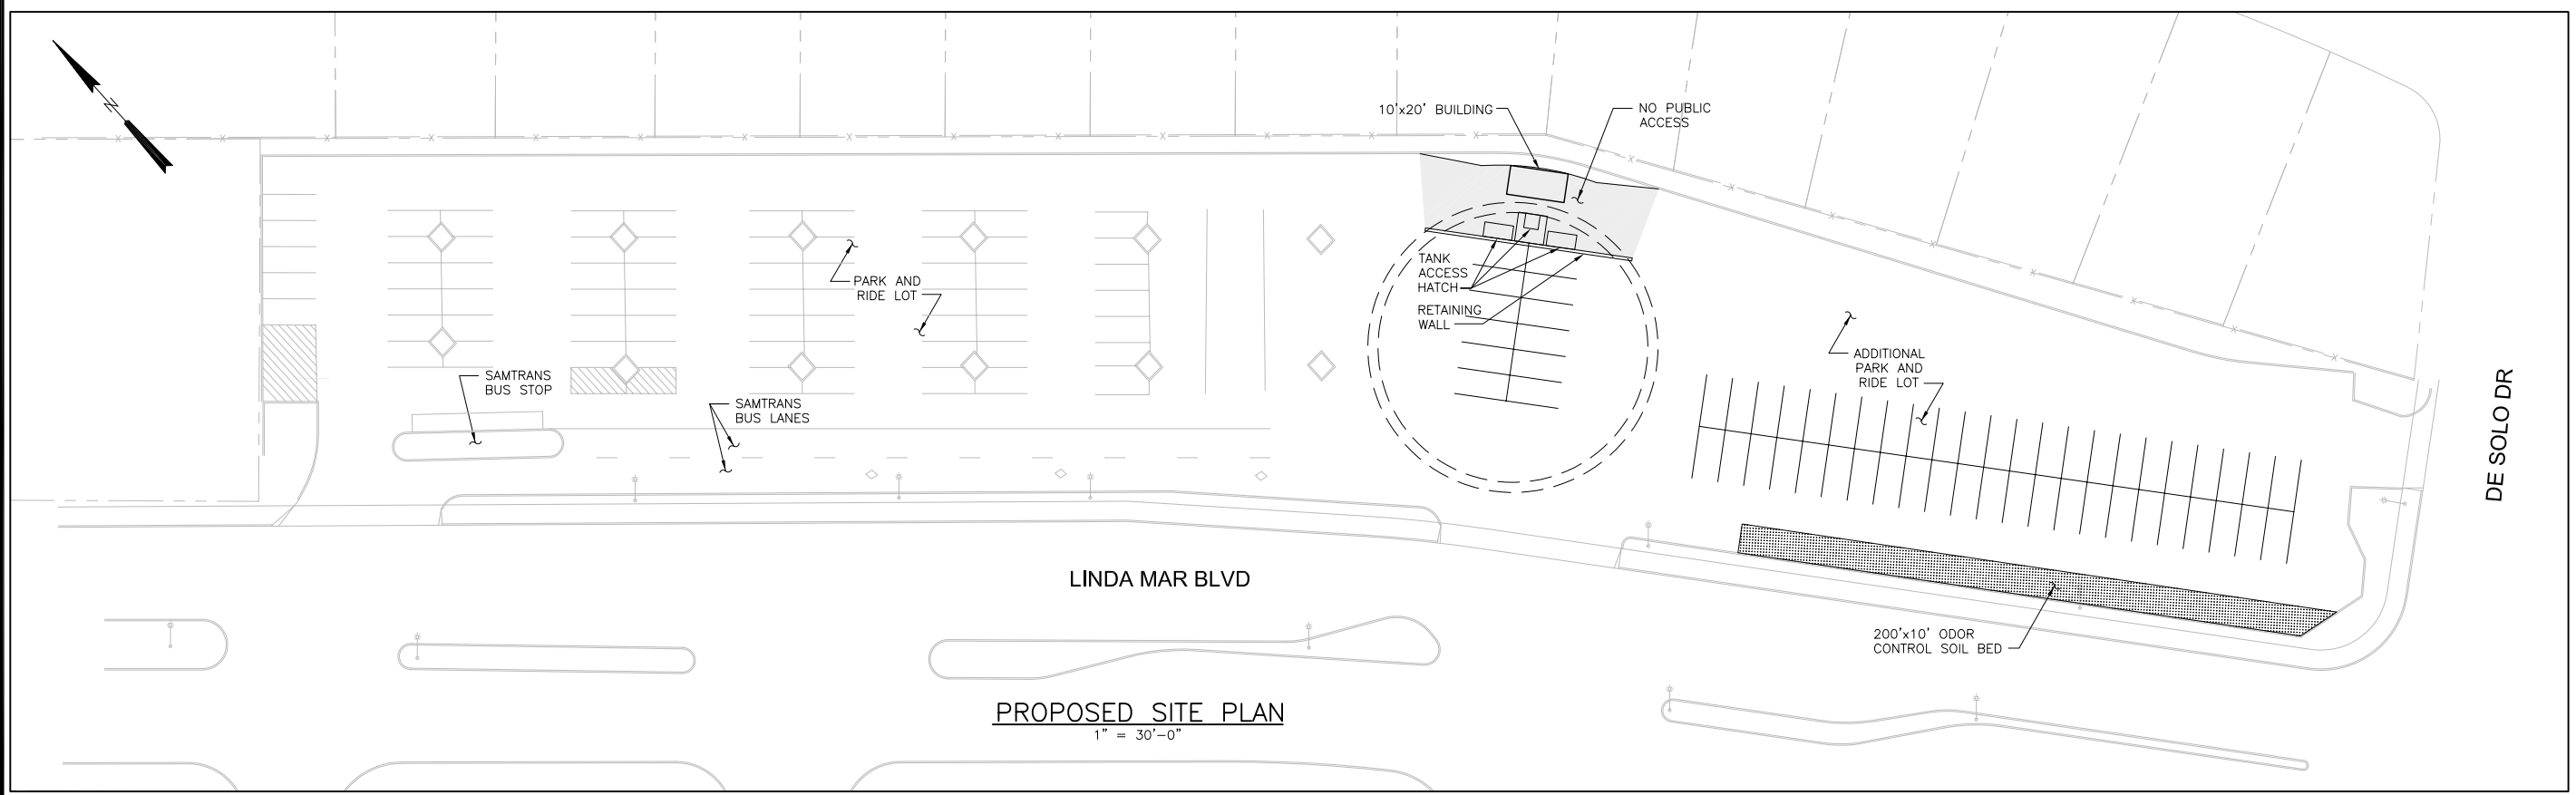 N
10'x20' BUILDING
NO PUBLIC
ACCESS
TANK
ACCESS
HATCH
RETAINING
WALL
PARK AND
RIDE LOT
SAMTRANS
BUS STOP
SAMTRANS
BUS LANES
ADDITIONAL
PARK AND
RIDE LOT
DE SOLO DR
LINDA MAR BLVD
200'x10' ODOR
CONTROL SOIL BED
PROPOSED SITE PLAN
1" = 30'-0"